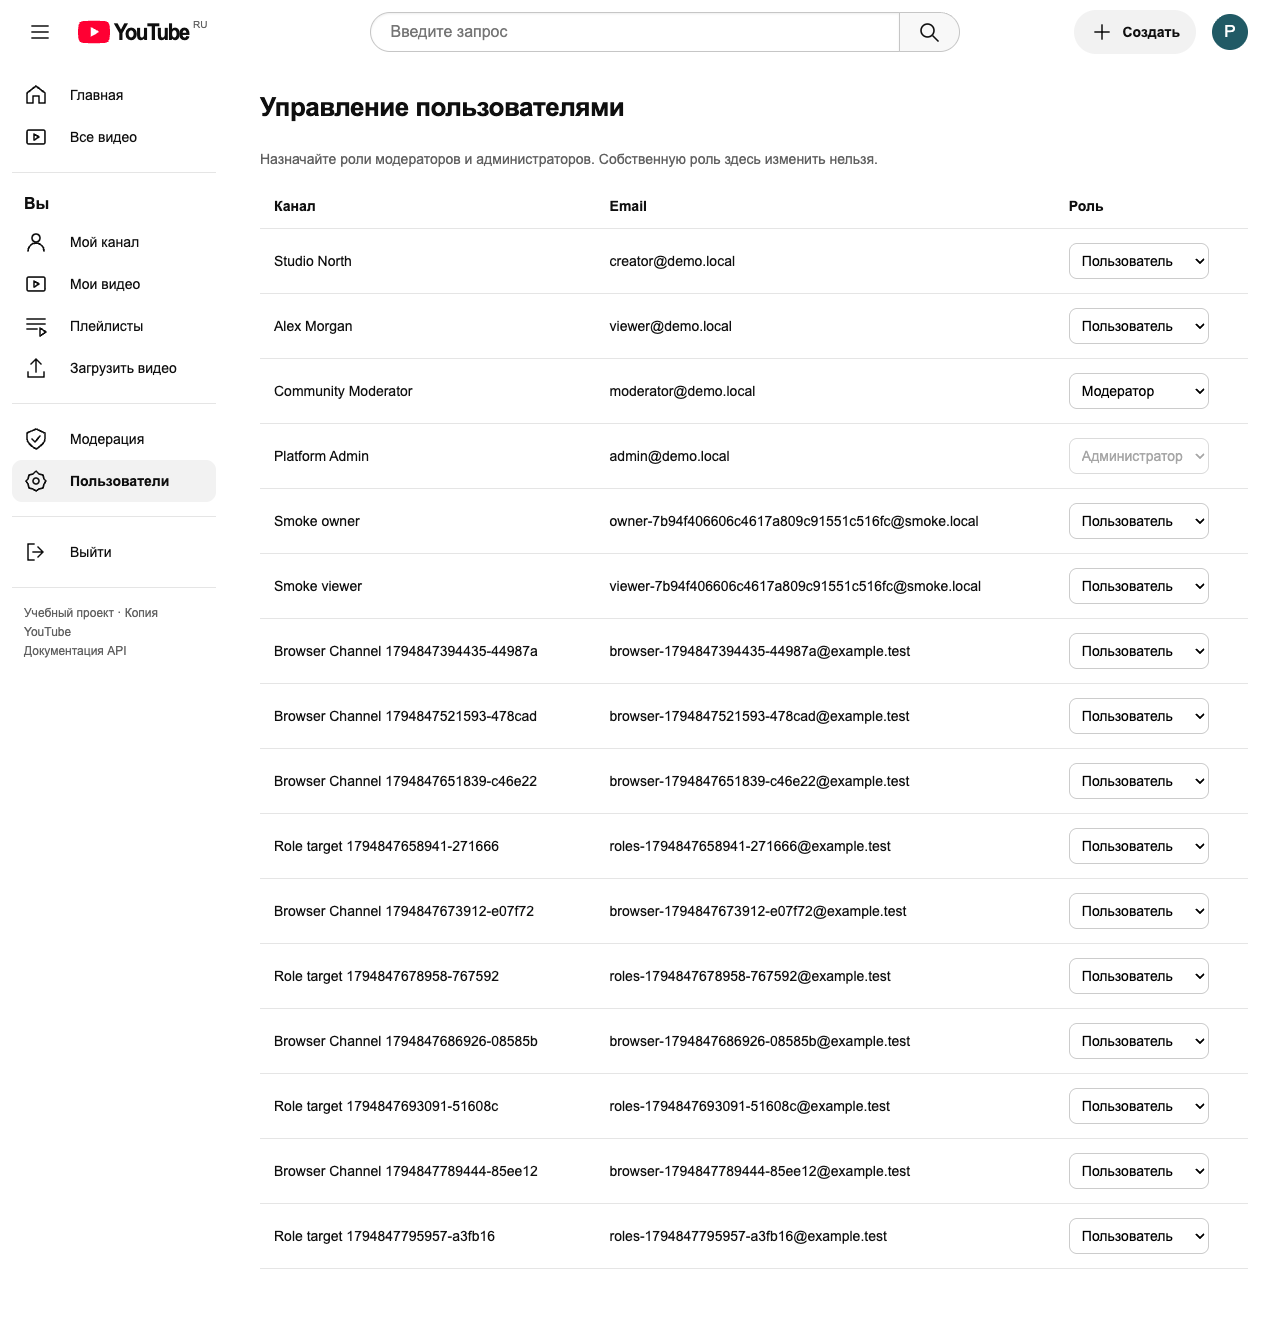 YouTube RU
Введите запрос
Создать
P
Главная
Все видео
Вы
Мой канал
Мои видео
Плейлисты
Загрузить видео
Модерация
Пользователи
Выйти
Учебный проект · Копия
YouTube
Документация API
Управление пользователями
Назначайте роли модераторов и администраторов. Собственную роль здесь изменить нельзя.
Канал Email Роль
Studio North creator@demo.local Пользователь
Alex Morgan viewer@demo.local Пользователь
Community Moderator moderator@demo.local Модератор
Platform Admin admin@demo.local Администратор
Smoke owner owner-7b94f406606c4617a809c91551c516fc@smoke.local Пользователь
Smoke viewer viewer-7b94f406606c4617a809c91551c516fc@smoke.local Пользователь
Browser Channel 1794847394435-44987a browser-1794847394435-44987a@example.test Пользователь
Browser Channel 1794847521593-478cad browser-1794847521593-478cad@example.test Пользователь
Browser Channel 1794847651839-c46e22 browser-1794847651839-c46e22@example.test Пользователь
Role target 1794847658941-271666 roles-1794847658941-271666@example.test Пользователь
Browser Channel 1794847673912-e07f72 browser-1794847673912-e07f72@example.test Пользователь
Role target 1794847678958-767592 roles-1794847678958-767592@example.test Пользователь
Browser Channel 1794847686926-08585b browser-1794847686926-08585b@example.test Пользователь
Role target 1794847693091-51608c roles-1794847693091-51608c@example.test Пользователь
Browser Channel 1794847789444-85ee12 browser-1794847789444-85ee12@example.test Пользователь
Role target 1794847795957-a3fb16 roles-1794847795957-a3fb16@example.test Пользователь